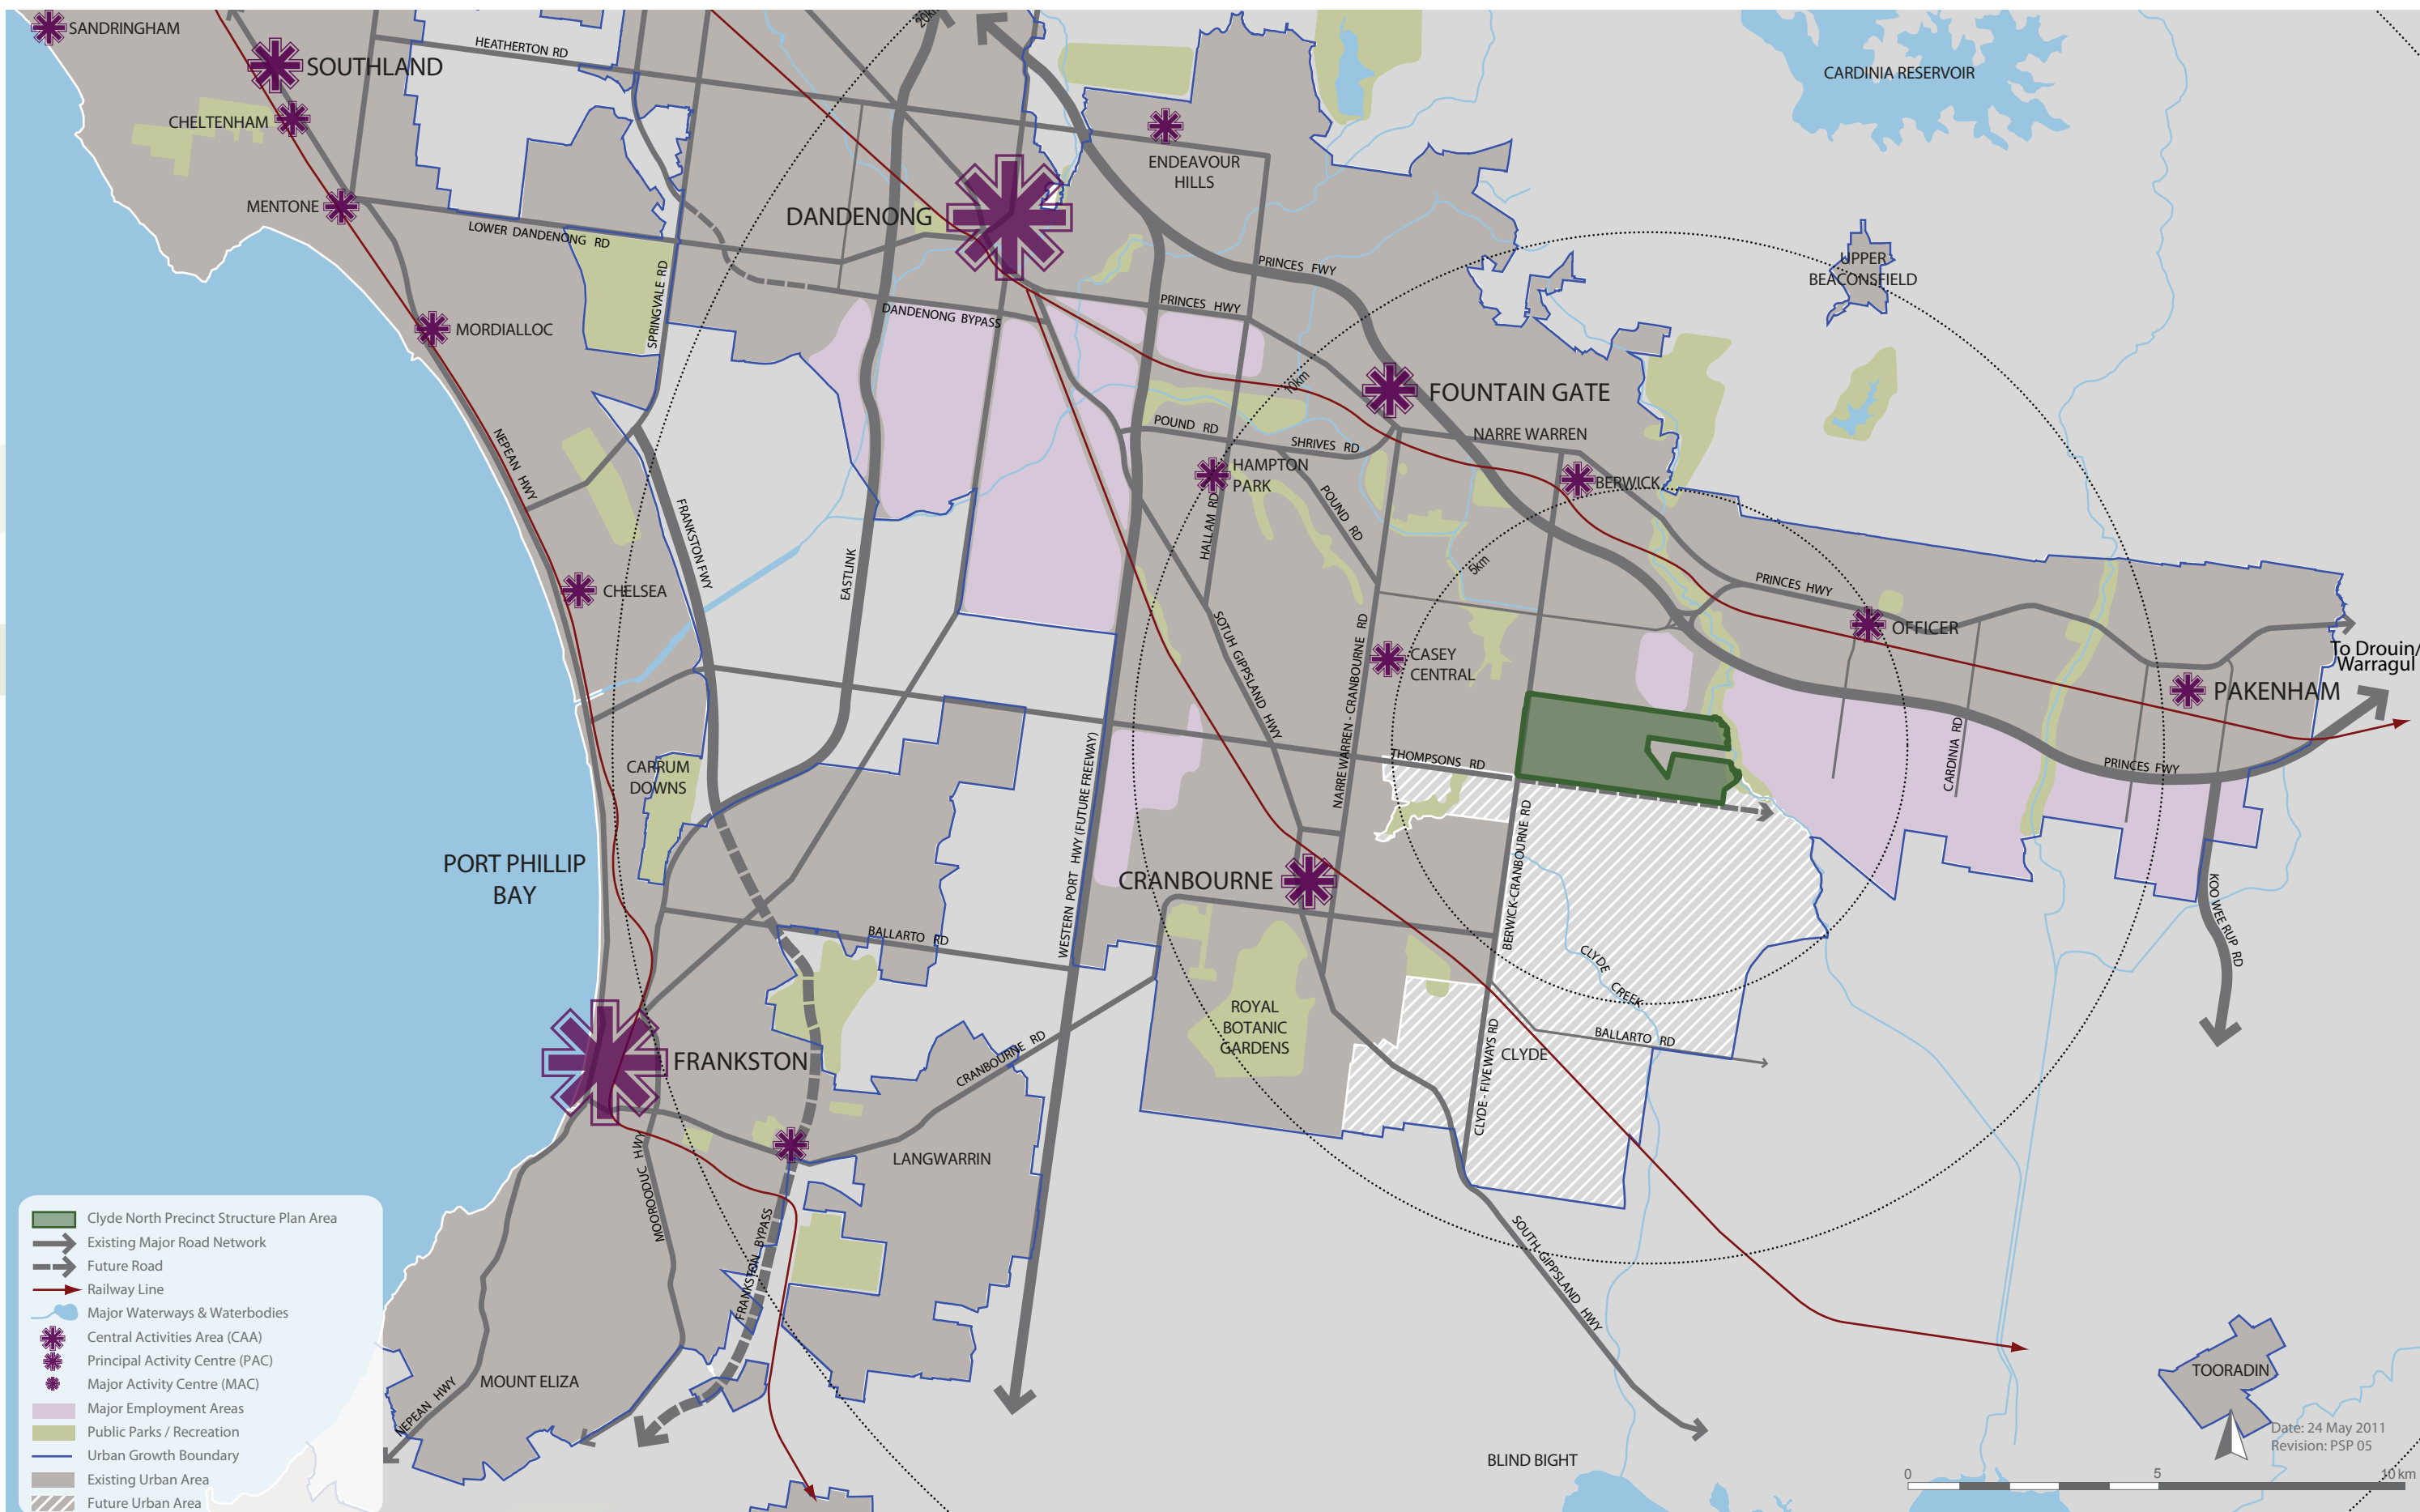 20km
SANDRINGHAM
SOUTHLAND
HEATHERTON RD
CARDINIA RESERVOIR
CHELTENHAM
ENDEAVOUR
HILLS
MENTONE
DANDENONG
LOWER DANDENONG RD
SPRINGVALE RD
PRINCES FWY
UPPER
BEACONSFIELD
PRINCES HWY
DANDENONG BYPASS
MORDIALLOC
10km
FOUNTAIN GATE
POUND RD
SHRIVES RD
NARRE WARREN
NEPEAN HWY
HAMPTON
PARK
BERWICK
POUND RD
HALLAM RD
FRANKSTON FWY
EASTLINK
5km
CHELSEA
PRINCES HWY
OFFICER
SOTUH GIPPSLAND HWY
NARRE WARREN - CRANBOURNE RD
CASEY
CENTRAL
To Drouin/
Warragul
PAKENHAM
CARDINIA RD
THOMPSONS RD
PRINCES FWY
CARRUM
DOWNS
WESTERN PORT HWY (FUTURE FREEWAY)
PORT PHILLIP
BAY
CRANBOURNE
BERWICK-CRANBOURNE RD
KOO WEE RUP RD
BALLARTO RD
CLYDE
CREEK
ROYAL
BOTANIC
GARDENS
BALLARTO RD
CLYDE
CLYDE - FIVEWAYS RD
FRANKSTON
CRANBOURNE RD
LANGWARRIN
MOOROODUC HWY
FRANKSTON BYPASS
SOUTH GIPPSLAND HWY
MOUNT ELIZA
NEPEAN HWY
BLIND BIGHT
TOORADIN
Clyde North Precinct Structure Plan Area
Existing Major Road Network
Future Road
Railway Line
Major Waterways & Waterbodies
Central Activities Area (CAA)
Principal Activity Centre (PAC)
Major Activity Centre (MAC)
Major Employment Areas
Public Parks / Recreation
Urban Growth Boundary
Existing Urban Area
Future Urban Area
Date: 24 May 2011
Revision: PSP 05
0 5 10 km